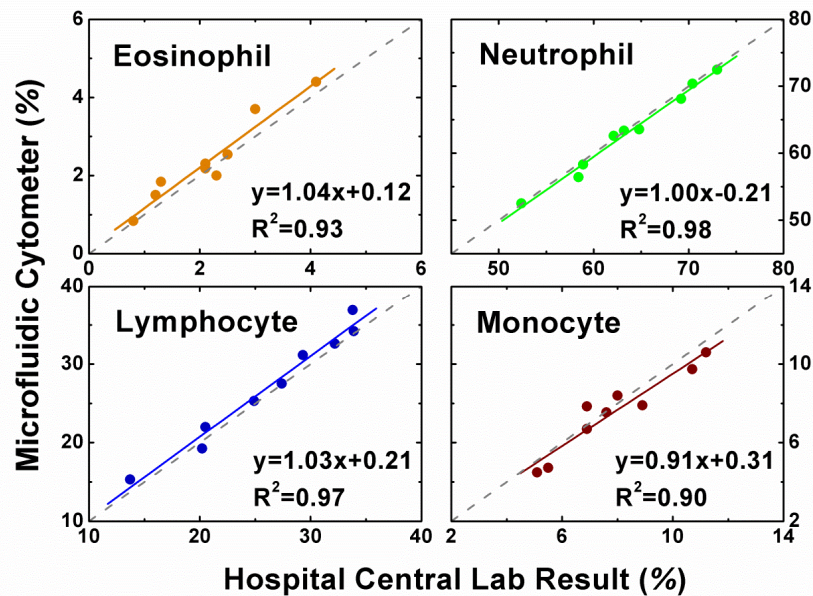 Microfluidic Cytometer (%)
6
4
2
0
0 2 4 6
Eosinophil
y=1.04x+0.12
R²=0.93
80
70
60
50
50 60 70 80
Neutrophil
y=1.00x-0.21
R²=0.98
40
30
20
10
10 20 30 40
Lymphocyte
y=1.03x+0.21
R²=0.97
14
10
6
2
2 6 10 14
Monocyte
y=0.91x+0.31
R²=0.90
Hospital Central Lab Result (%)